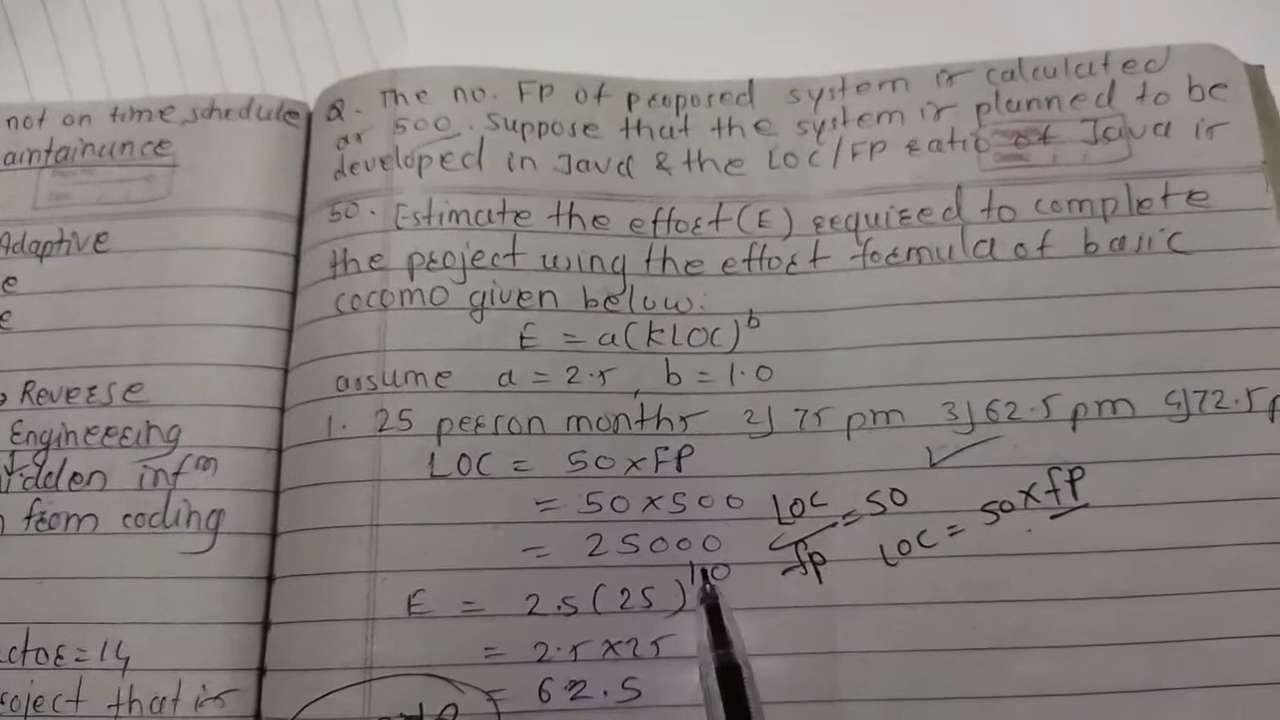 not on time schedule
aintainance
Adaptive
e
e
Reverse
Engineering
from coding
ctor = 14
roject that is
Q. The no. FP of proposed system is calculated
as 500. Suppose that the system is planned to be
developed in Java & the LOC/FP ratio of Java is
50. Estimate the effort (E) required to complete
the project using the effort formula of basic
cocomo given below:
E = a(KLOC)^b
assume a = 2.5, b = 1.0
1. 25 person months 2) 75 pm 3) 62.5 pm 4) 72.5 p
LOC = 50 x FP
= 50 x 500
= 25000
LOC/fp = 50
LOC = 50 x fp
E = 2.5 (25)^1.0
= 2.5 x 25
= 62.5